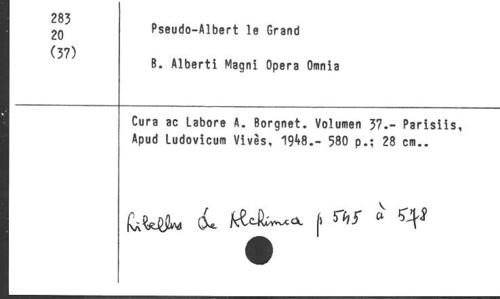 283
20
(37)
Pseudo-Albert le Grand
B. Alberti Magni Opera Omnia
Cura ac Labore A. Borgnet. Volumen 37.- Parisiis,
Apud Ludovicum Vivès, 1948.- 580 p.; 28 cm..
Libellus de Alchimia p 545 à 578